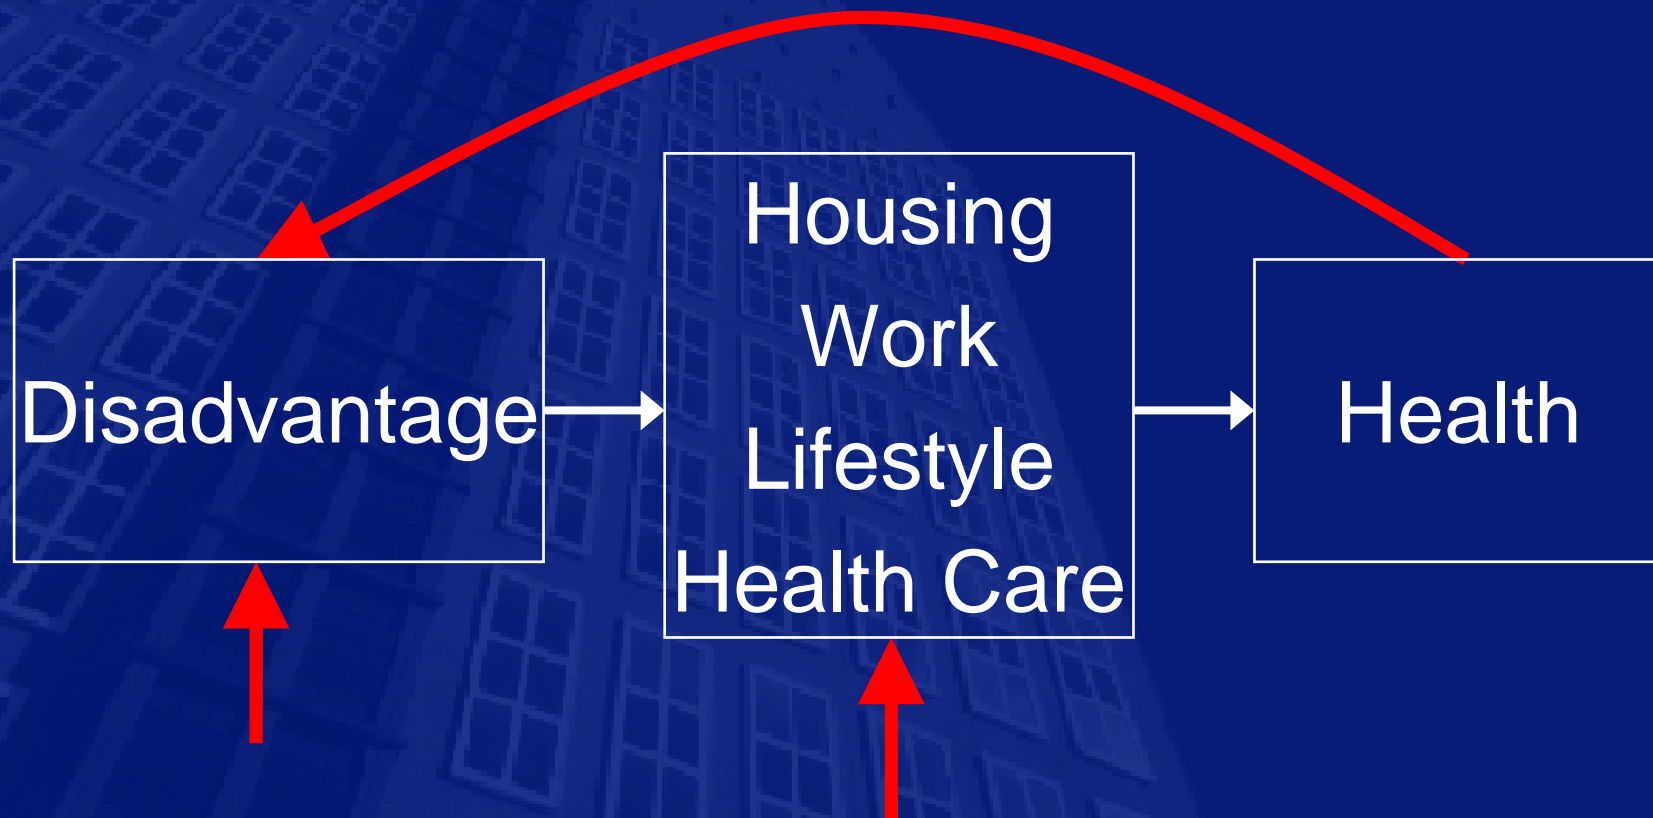 Disadvantage
Housing
Work
Lifestyle
Health Care
Health